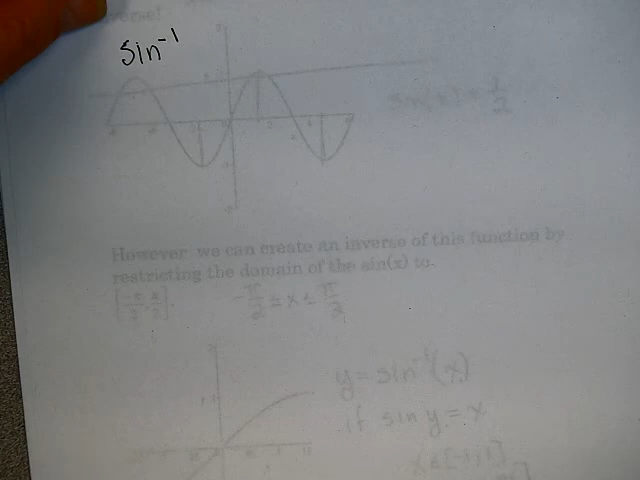 verse!
sin⁻¹
sin(x) = 1/2
However we can create an inverse of this function by
restricting the domain of the sin(x) to
[-π/2, π/2]. -π/2 ≤ x ≤ π/2
y = sin⁻¹(x)
if sin y = x
x ∈ [-1, 1]